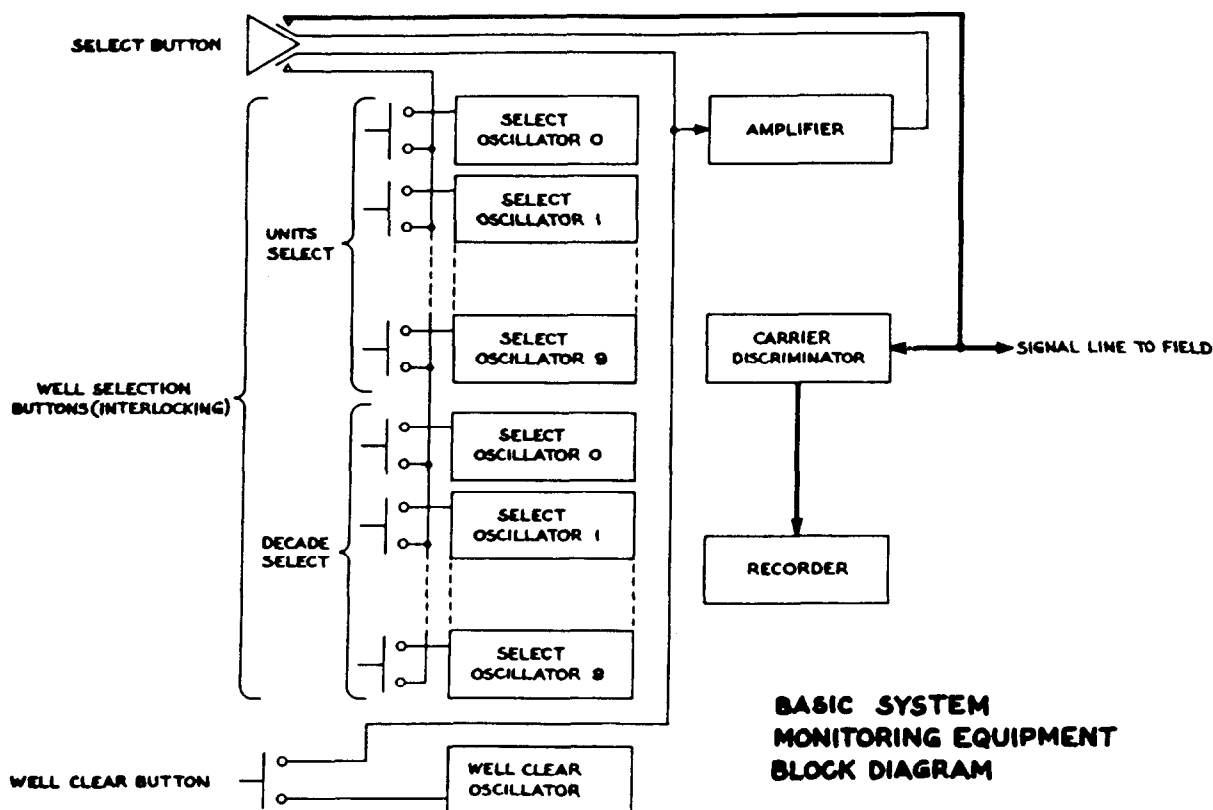 SELECT BUTTON
SELECT
OSCILLATOR 0
AMPLIFIER
SELECT
OSCILLATOR 1
UNITS
SELECT
SELECT
OSCILLATOR 9
CARRIER
DISCRIMINATOR
SIGNAL LINE TO FIELD
WELL SELECTION
BUTTONS (INTERLOCKING)
SELECT
OSCILLATOR 0
SELECT
OSCILLATOR 1
DECADE
SELECT
RECORDER
SELECT
OSCILLATOR 9
BASIC SYSTEM
MONITORING EQUIPMENT
BLOCK DIAGRAM
WELL CLEAR BUTTON
WELL CLEAR
OSCILLATOR